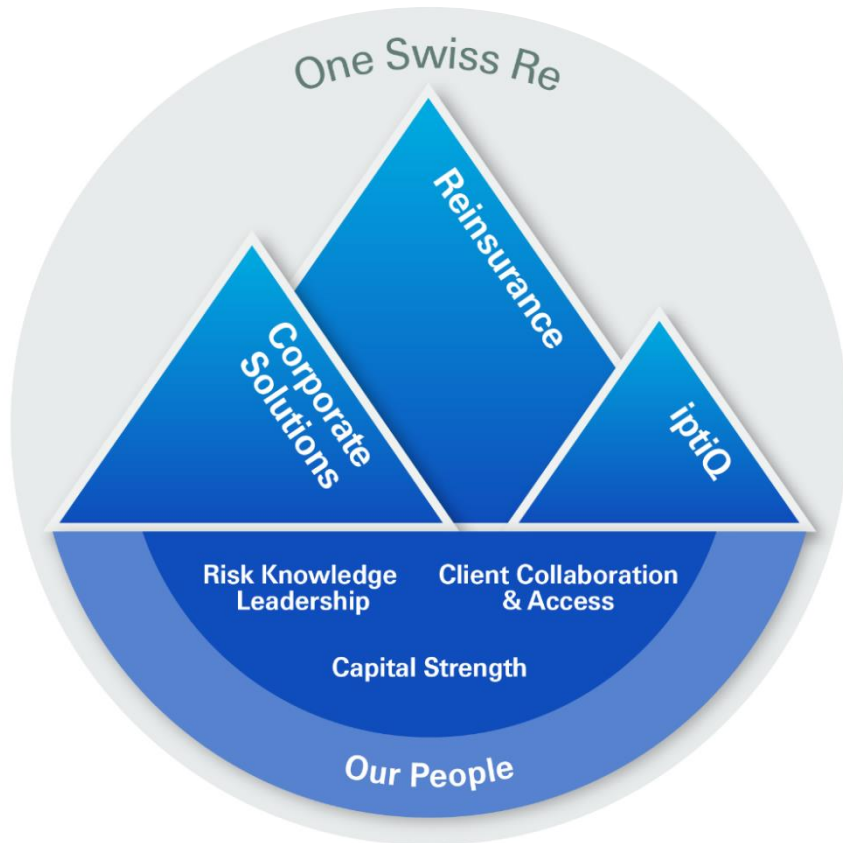 One Swiss Re
Reinsurance
Corporate
Solutions
iptiQ
Risk Knowledge
Leadership
Client Collaboration
& Access
Capital Strength
Our People